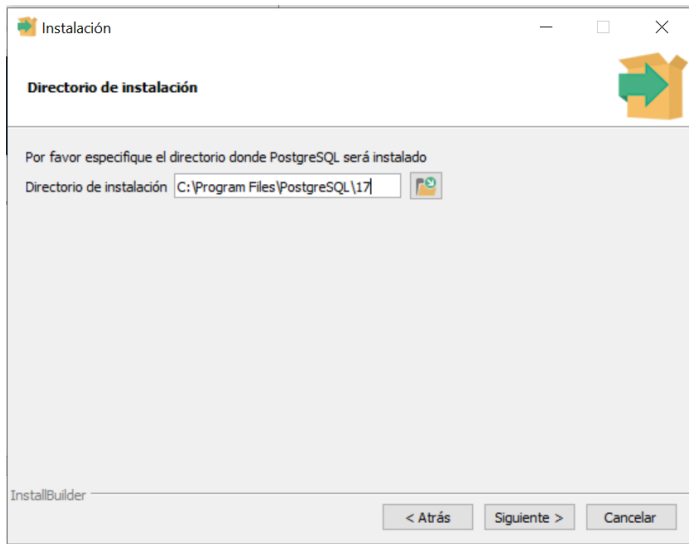 Instalación
Directorio de instalación
Por favor especifique el directorio donde PostgreSQL será instalado
Directorio de instalación C:\Program Files\PostgreSQL\17
InstallBuilder
< Atrás Siguiente > Cancelar